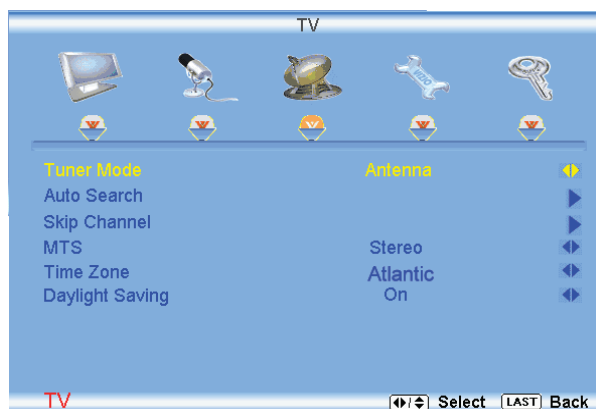 TV
Tuner Mode Antenna
Auto Search
Skip Channel
MTS Stereo
Time Zone Atlantic
Daylight Saving On
TV / Select LAST Back